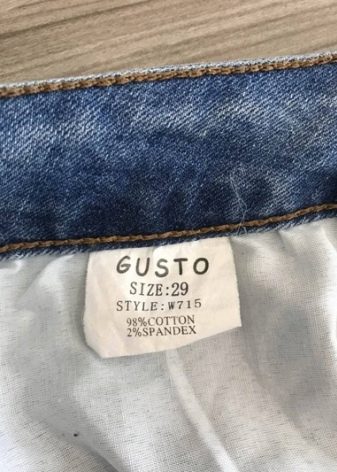 GUSTO
SIZE:29
STYLE:W715
98%COTTON
2%SPANDEX